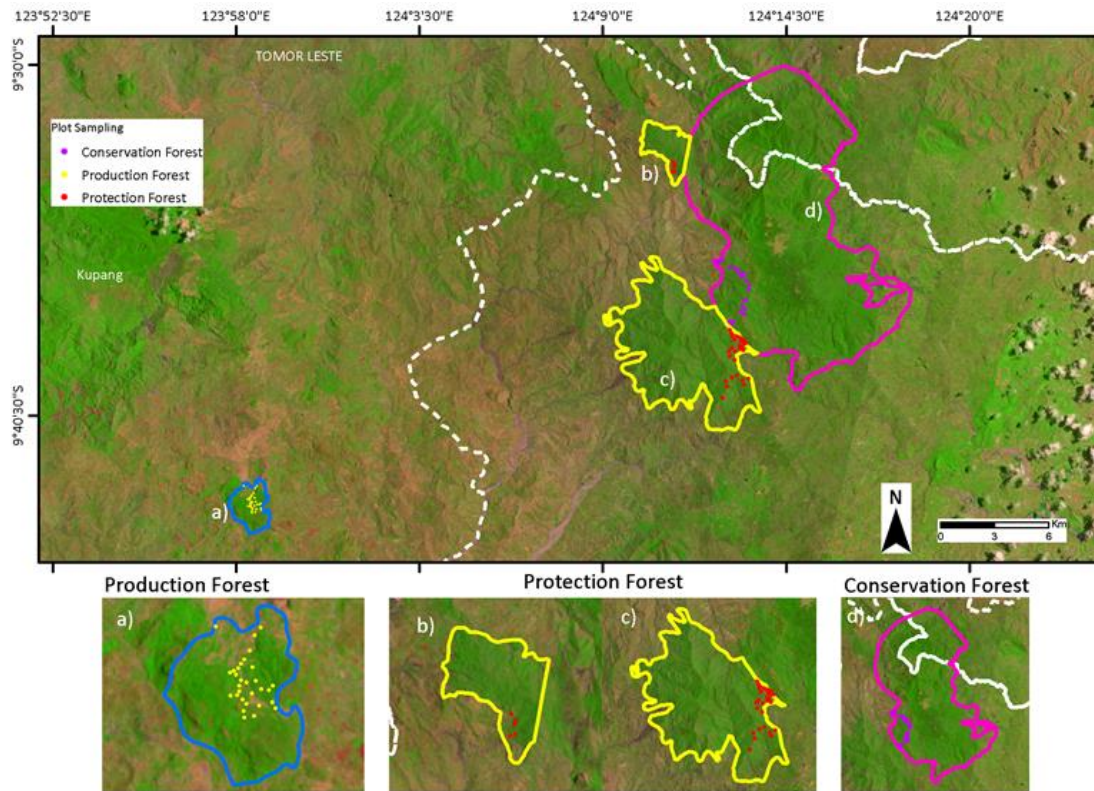 123°52'30"E 123°58'0"E 124°3'30"E 124°9'0"E 124°14'30"E 124°20'0"E
9°30'0"S
TOMOR LESTE
Plot Sampling
Conservation Forest
Production Forest
Protection Forest
b)
d)
Kupang
c)
9°40'30"S
a)
N
Km
0 3 6
Production Forest Protection Forest Conservation Forest
a) b) c) d)